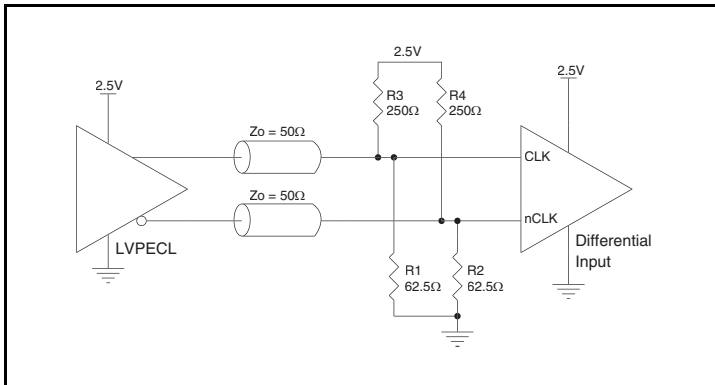 2.5V
2.5V
2.5V
R3
250Ω
R4
250Ω
Zo = 50Ω
CLK
Zo = 50Ω
nCLK
LVPECL
Differential
Input
R1
62.5Ω
R2
62.5Ω